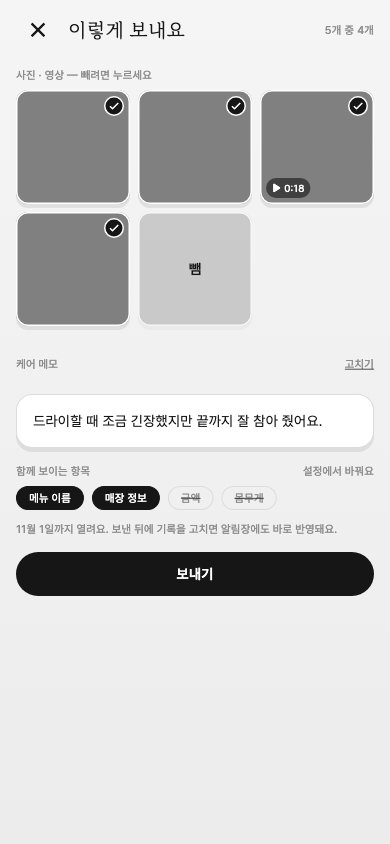 이렇게 보내요
5개 중 4개
사진 · 영상 — 빼려면 누르세요
0:18
뺌
케어 메모
고치기
드라이할 때 조금 긴장했지만 끝까지 잘 참아 줬어요.
함께 보이는 항목
설정에서 바꿔요
메뉴 이름
매장 정보
금액
몸무게
11월 1일까지 열려요. 보낸 뒤에 기록을 고치면 알림장에도 바로 반영돼요.
보내기